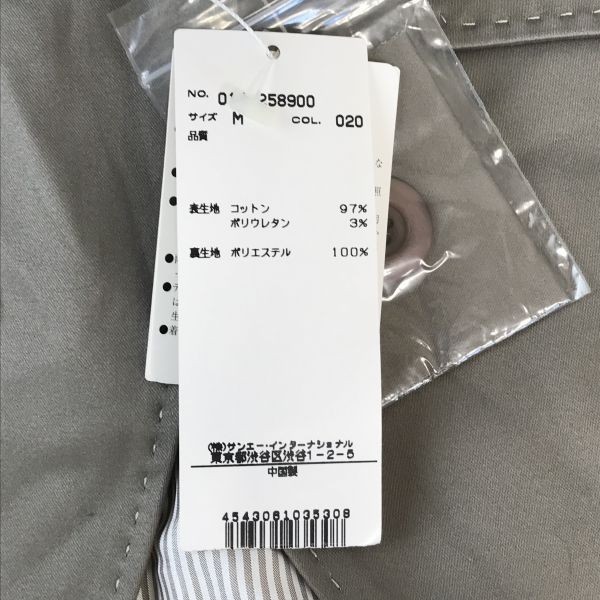 NO. P58900
サイズ M COL. 020
品質
表生地 コットン 97%
ポリウレタン 3%
裏生地 ポリエステル 100%
(株)サンエー・インターナショナル
東京都渋谷区渋谷1-2-5
中国製
4543081035308